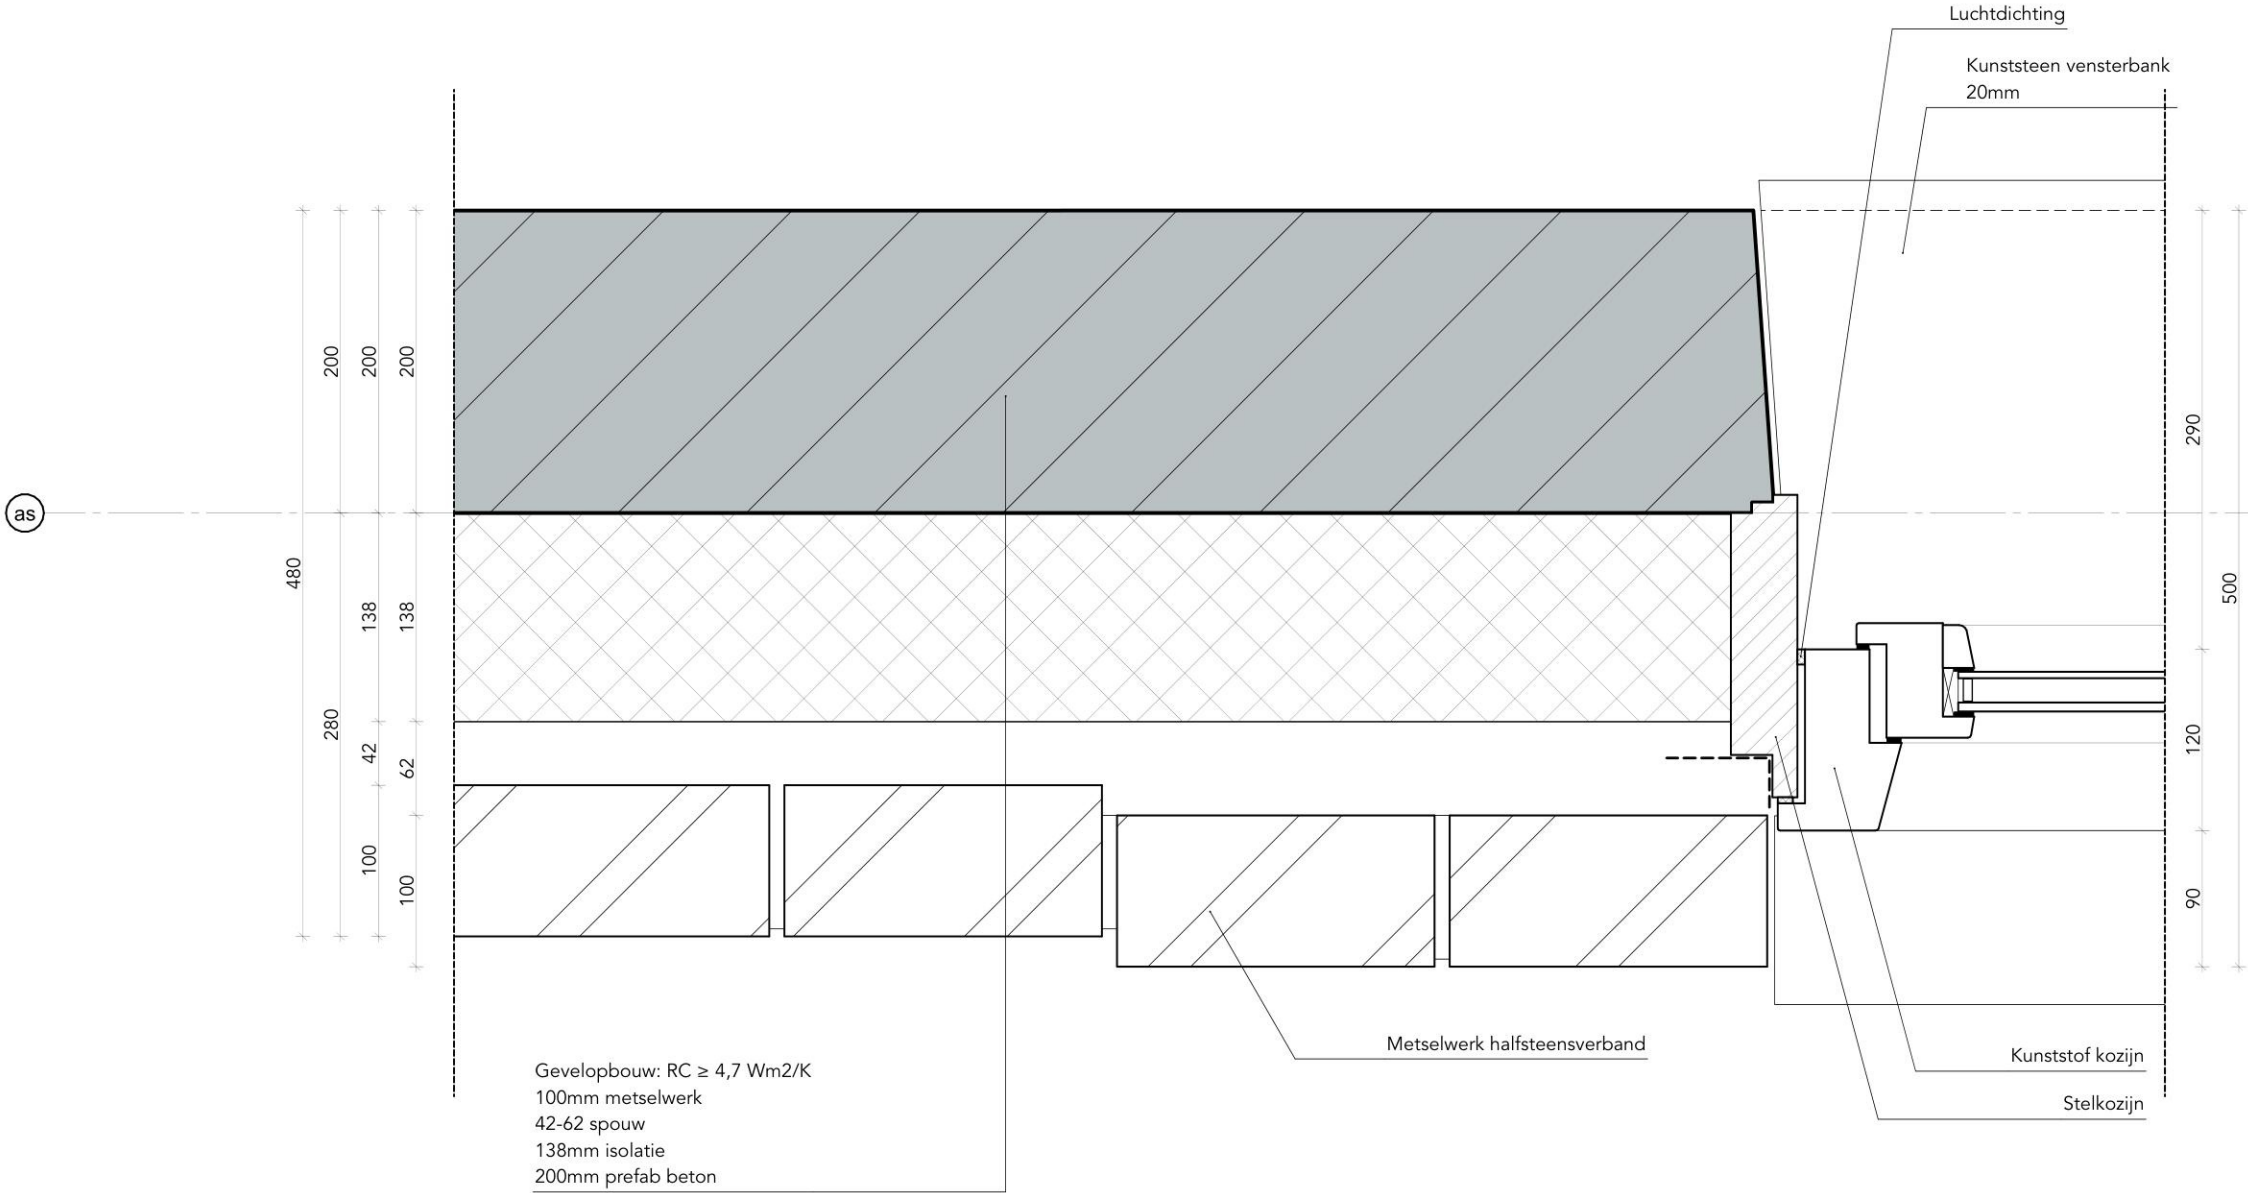 Luchtdichting
Kunststeen vensterbank
20mm
200
200
200
290
as
480
138
138
500
280
42
62
120
100
100
90
Metselwerk halfsteensverband
Kunststof kozijn
Stelkozijn
Gevelopbouw: RC ≥ 4,7 Wm2/K
100mm metselwerk
42-62 spouw
138mm isolatie
200mm prefab beton